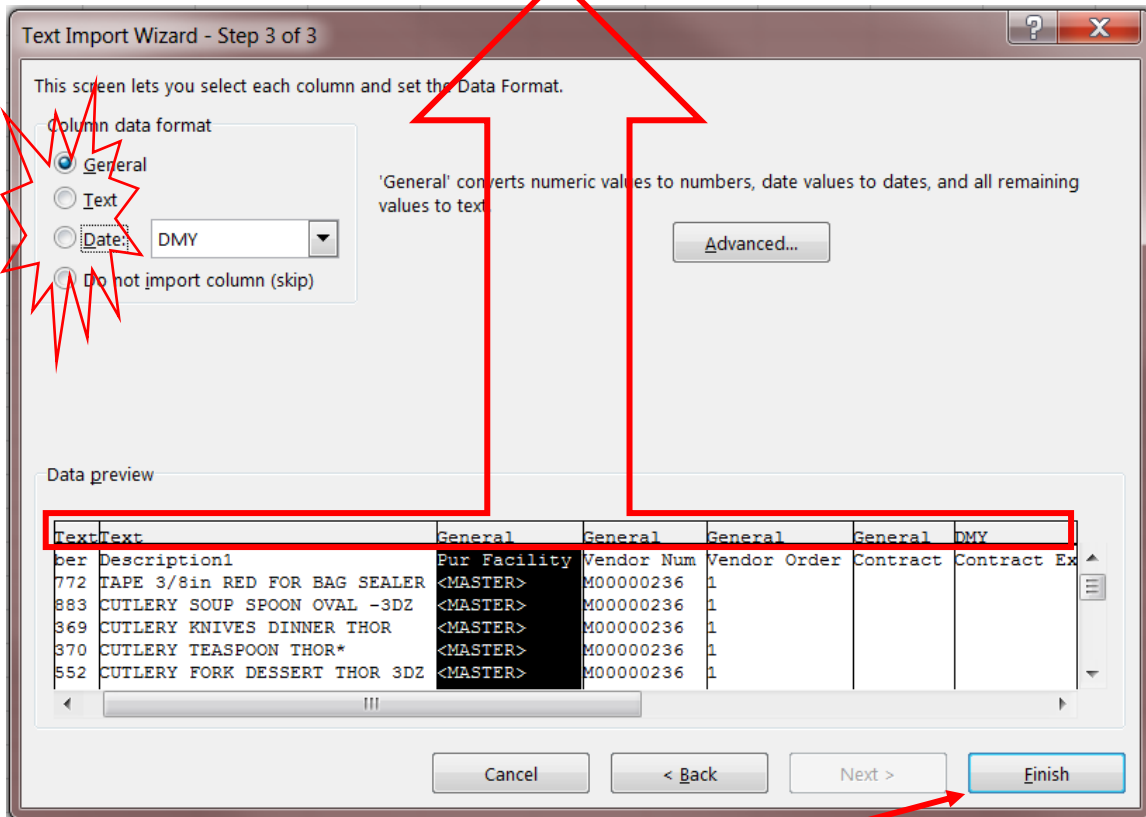 Text Import Wizard - Step 3 of 3
This screen lets you select each column and set the Data Format.
Column data format
General
Text
Date: DMY
Do not import column (skip)
'General' converts numeric values to numbers, date values to dates, and all remaining
values to text.
Advanced...
Data preview
Text Text General General General General DMY
ber Description1 Pur Facility Vendor Num Vendor Order Contract Contract Ex
772 TAPE 3/8in RED FOR BAG SEALER <MASTER> M00000236 1
883 CUTLERY SOUP SPOON OVAL -3DZ <MASTER> M00000236 1
369 CUTLERY KNIVES DINNER THOR <MASTER> M00000236 1
370 CUTLERY TEASPOON THOR* <MASTER> M00000236 1
552 CUTLERY FORK DESSERT THOR 3DZ <MASTER> M00000236 1
Cancel < Back Next > Finish